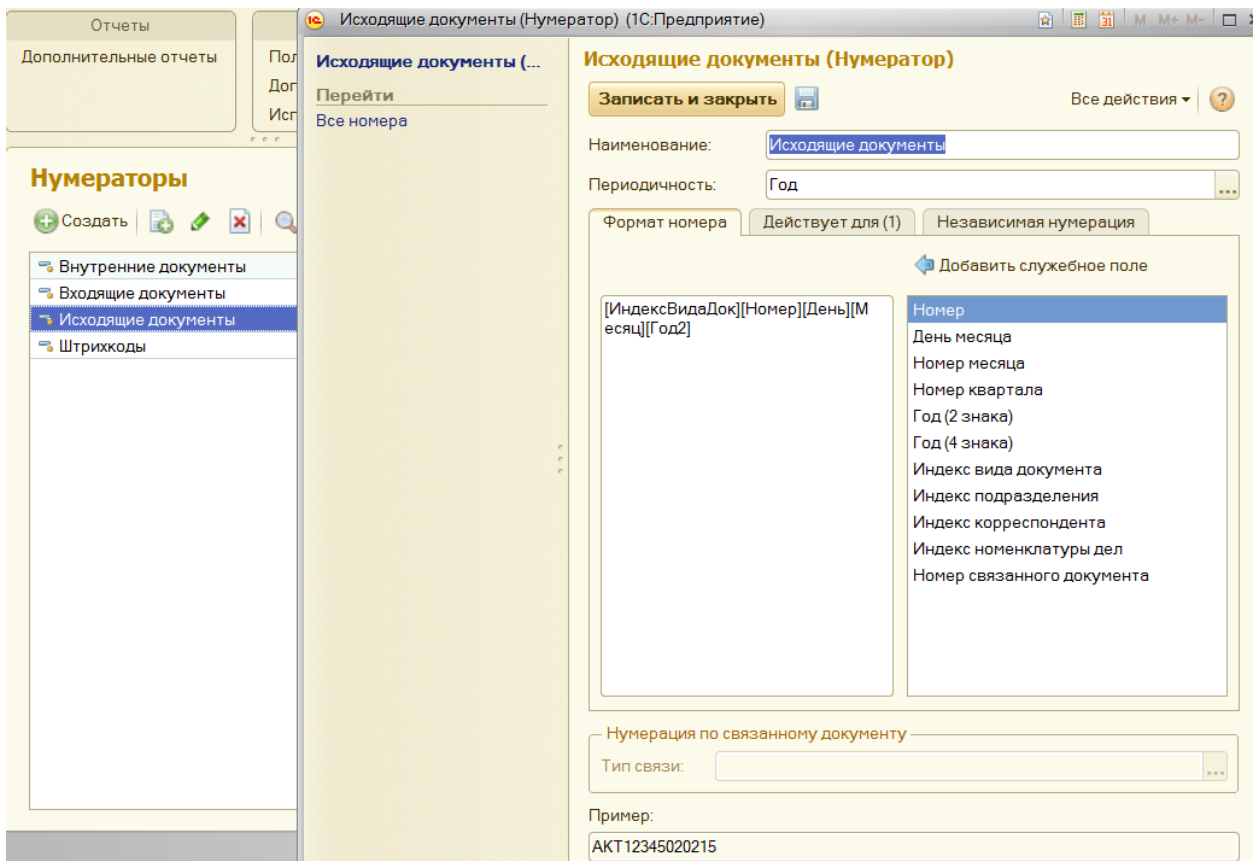 Отчеты
Дополнительные отчеты
Пол
Доп
Исп
Нумераторы
Создать
Внутренние документы
Входящие документы
Исходящие документы
Штрихкоды
Исходящие документы (Нумератор) (1С:Предприятие)
31 M M+ M-
Исходящие документы (...
Перейти
Все номера
Исходящие документы (Нумератор)
Записать и закрыть
Все действия
?
Наименование: Исходящие документы
Периодичность: Год
...
Формат номера Действует для (1) Независимая нумерация
Добавить служебное поле
[ИндексВидаДок][Номер][День][М
есяц][Год2]
Номер
День месяца
Номер месяца
Номер квартала
Год (2 знака)
Год (4 знака)
Индекс вида документа
Индекс подразделения
Индекс корреспондента
Индекс номенклатуры дел
Номер связанного документа
Нумерация по связанному документу
Тип связи:
...
Пример:
АКТ12345020215